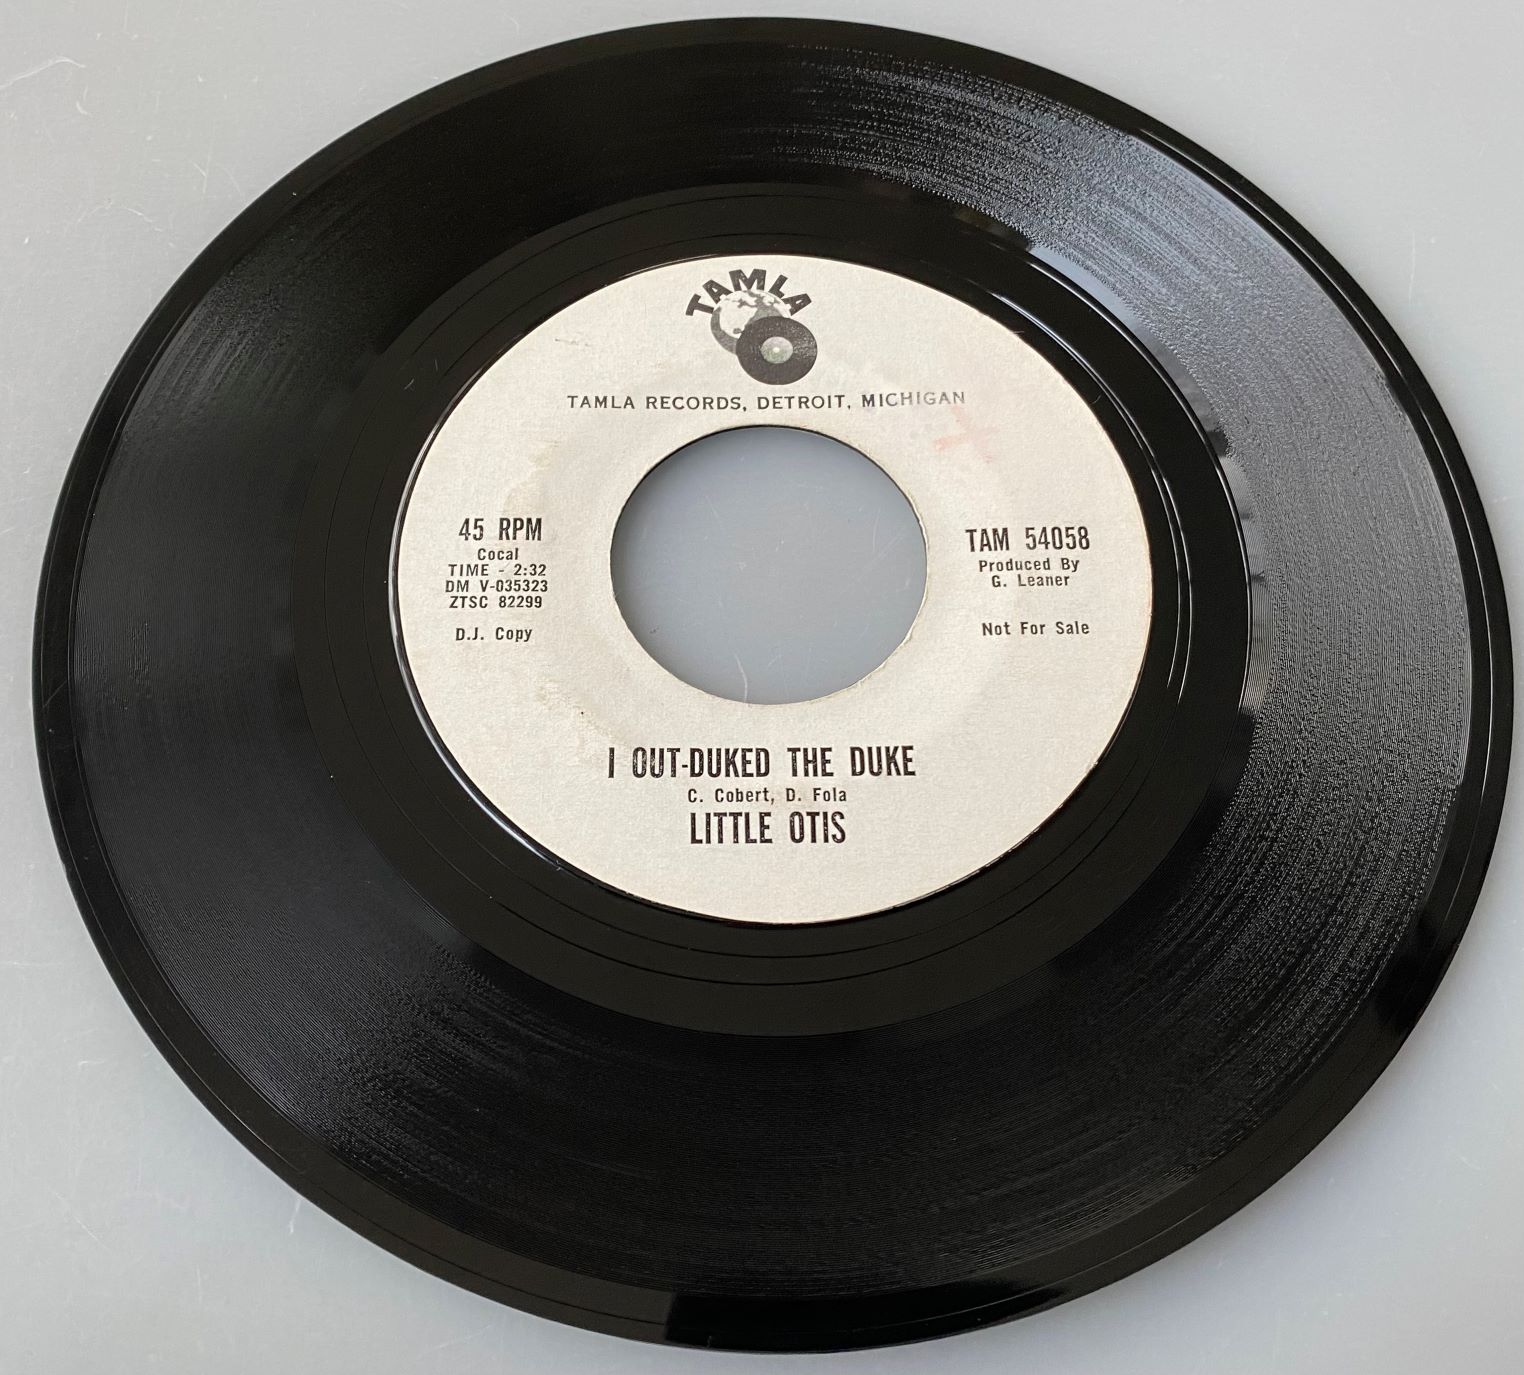 TAMLA
TAMLA RECORDS, DETROIT, MICHIGAN
45 RPM
Cocal
TIME - 2:32
DM V-035323
ZTSC 82299
D.J. Copy
TAM 54058
Produced By
G. Leaner
Not For Sale
I OUT-DUKED THE DUKE
C. Cobert, D. Fola
LITTLE OTIS